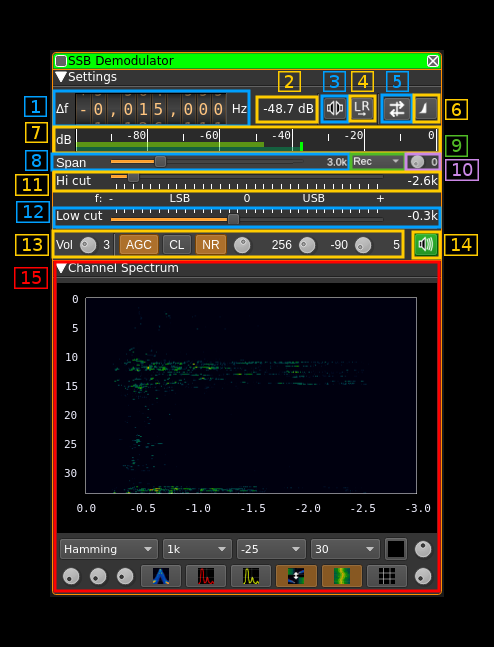 SSB Demodulator
Settings
2 3 4 5
1 Δf -0,015,000 Hz -48.7 dB LR 6
7 dB -80 -60 -40 -20 0
8 Span 3.0k Rec 0 9
10
11 Hi cut -2.6k
f: - LSB 0 USB +
12 Low cut -0.3k
13 Vol 3 AGC CL NR 256 -90 5 14
15 Channel Spectrum
0
5
10
15
20
25
30
0.0 -0.5 -1.0 -1.5 -2.0 -2.5 -3.0
Hamming 1k -25 30